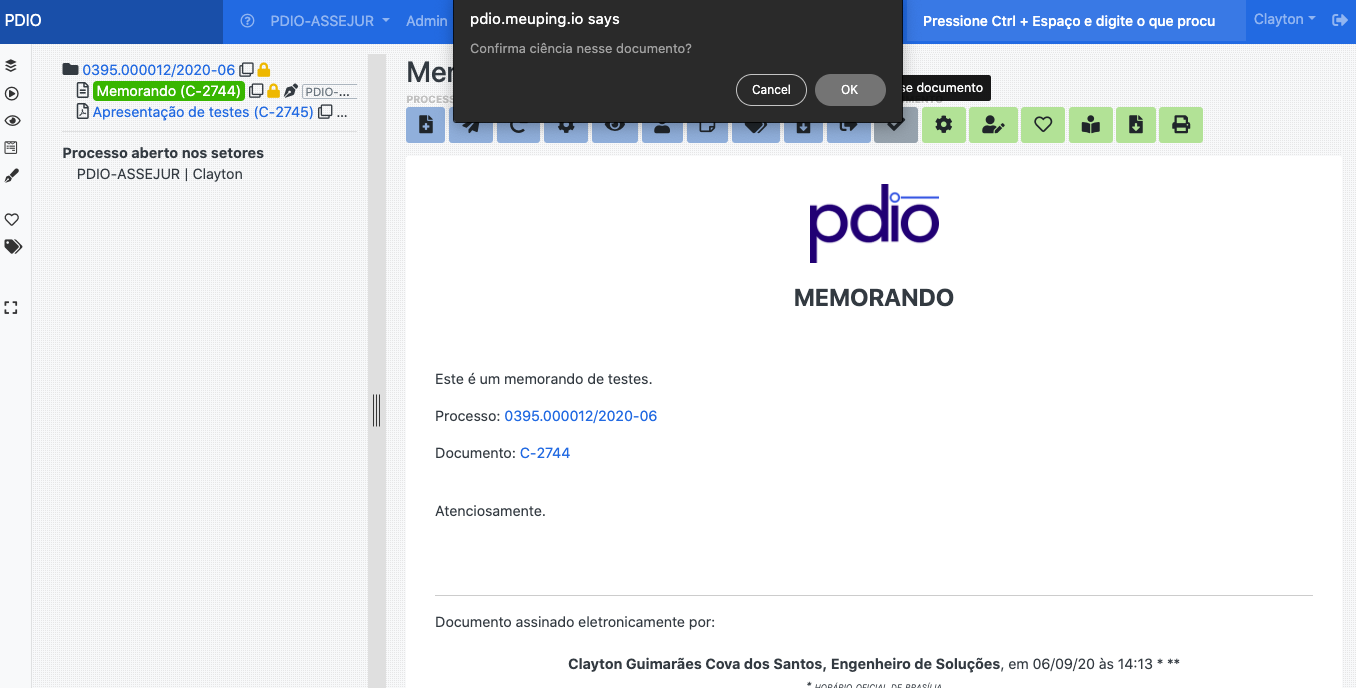 PDIO
PDIO-ASSEJUR
Admin
Pressione Ctrl + Espaço e digite o que procu
Clayton
pdio.meuping.io says
Confirma ciência nesse documento?
Cancel
OK
0395.000012/2020-06
Memorando (C-2744)
PDIO-...
Apresentação de testes (C-2745) ...
Processo aberto nos setores
PDIO-ASSEJUR | Clayton
se documento
pdio
MEMORANDO
Este é um memorando de testes.
Processo: 0395.000012/2020-06
Documento: C-2744
Atenciosamente.
Documento assinado eletronicamente por:
Clayton Guimarães Cova dos Santos, Engenheiro de Soluções, em 06/09/20 às 14:13 * **
* HORÁRIO OFICIAL DE BRASÍLIA